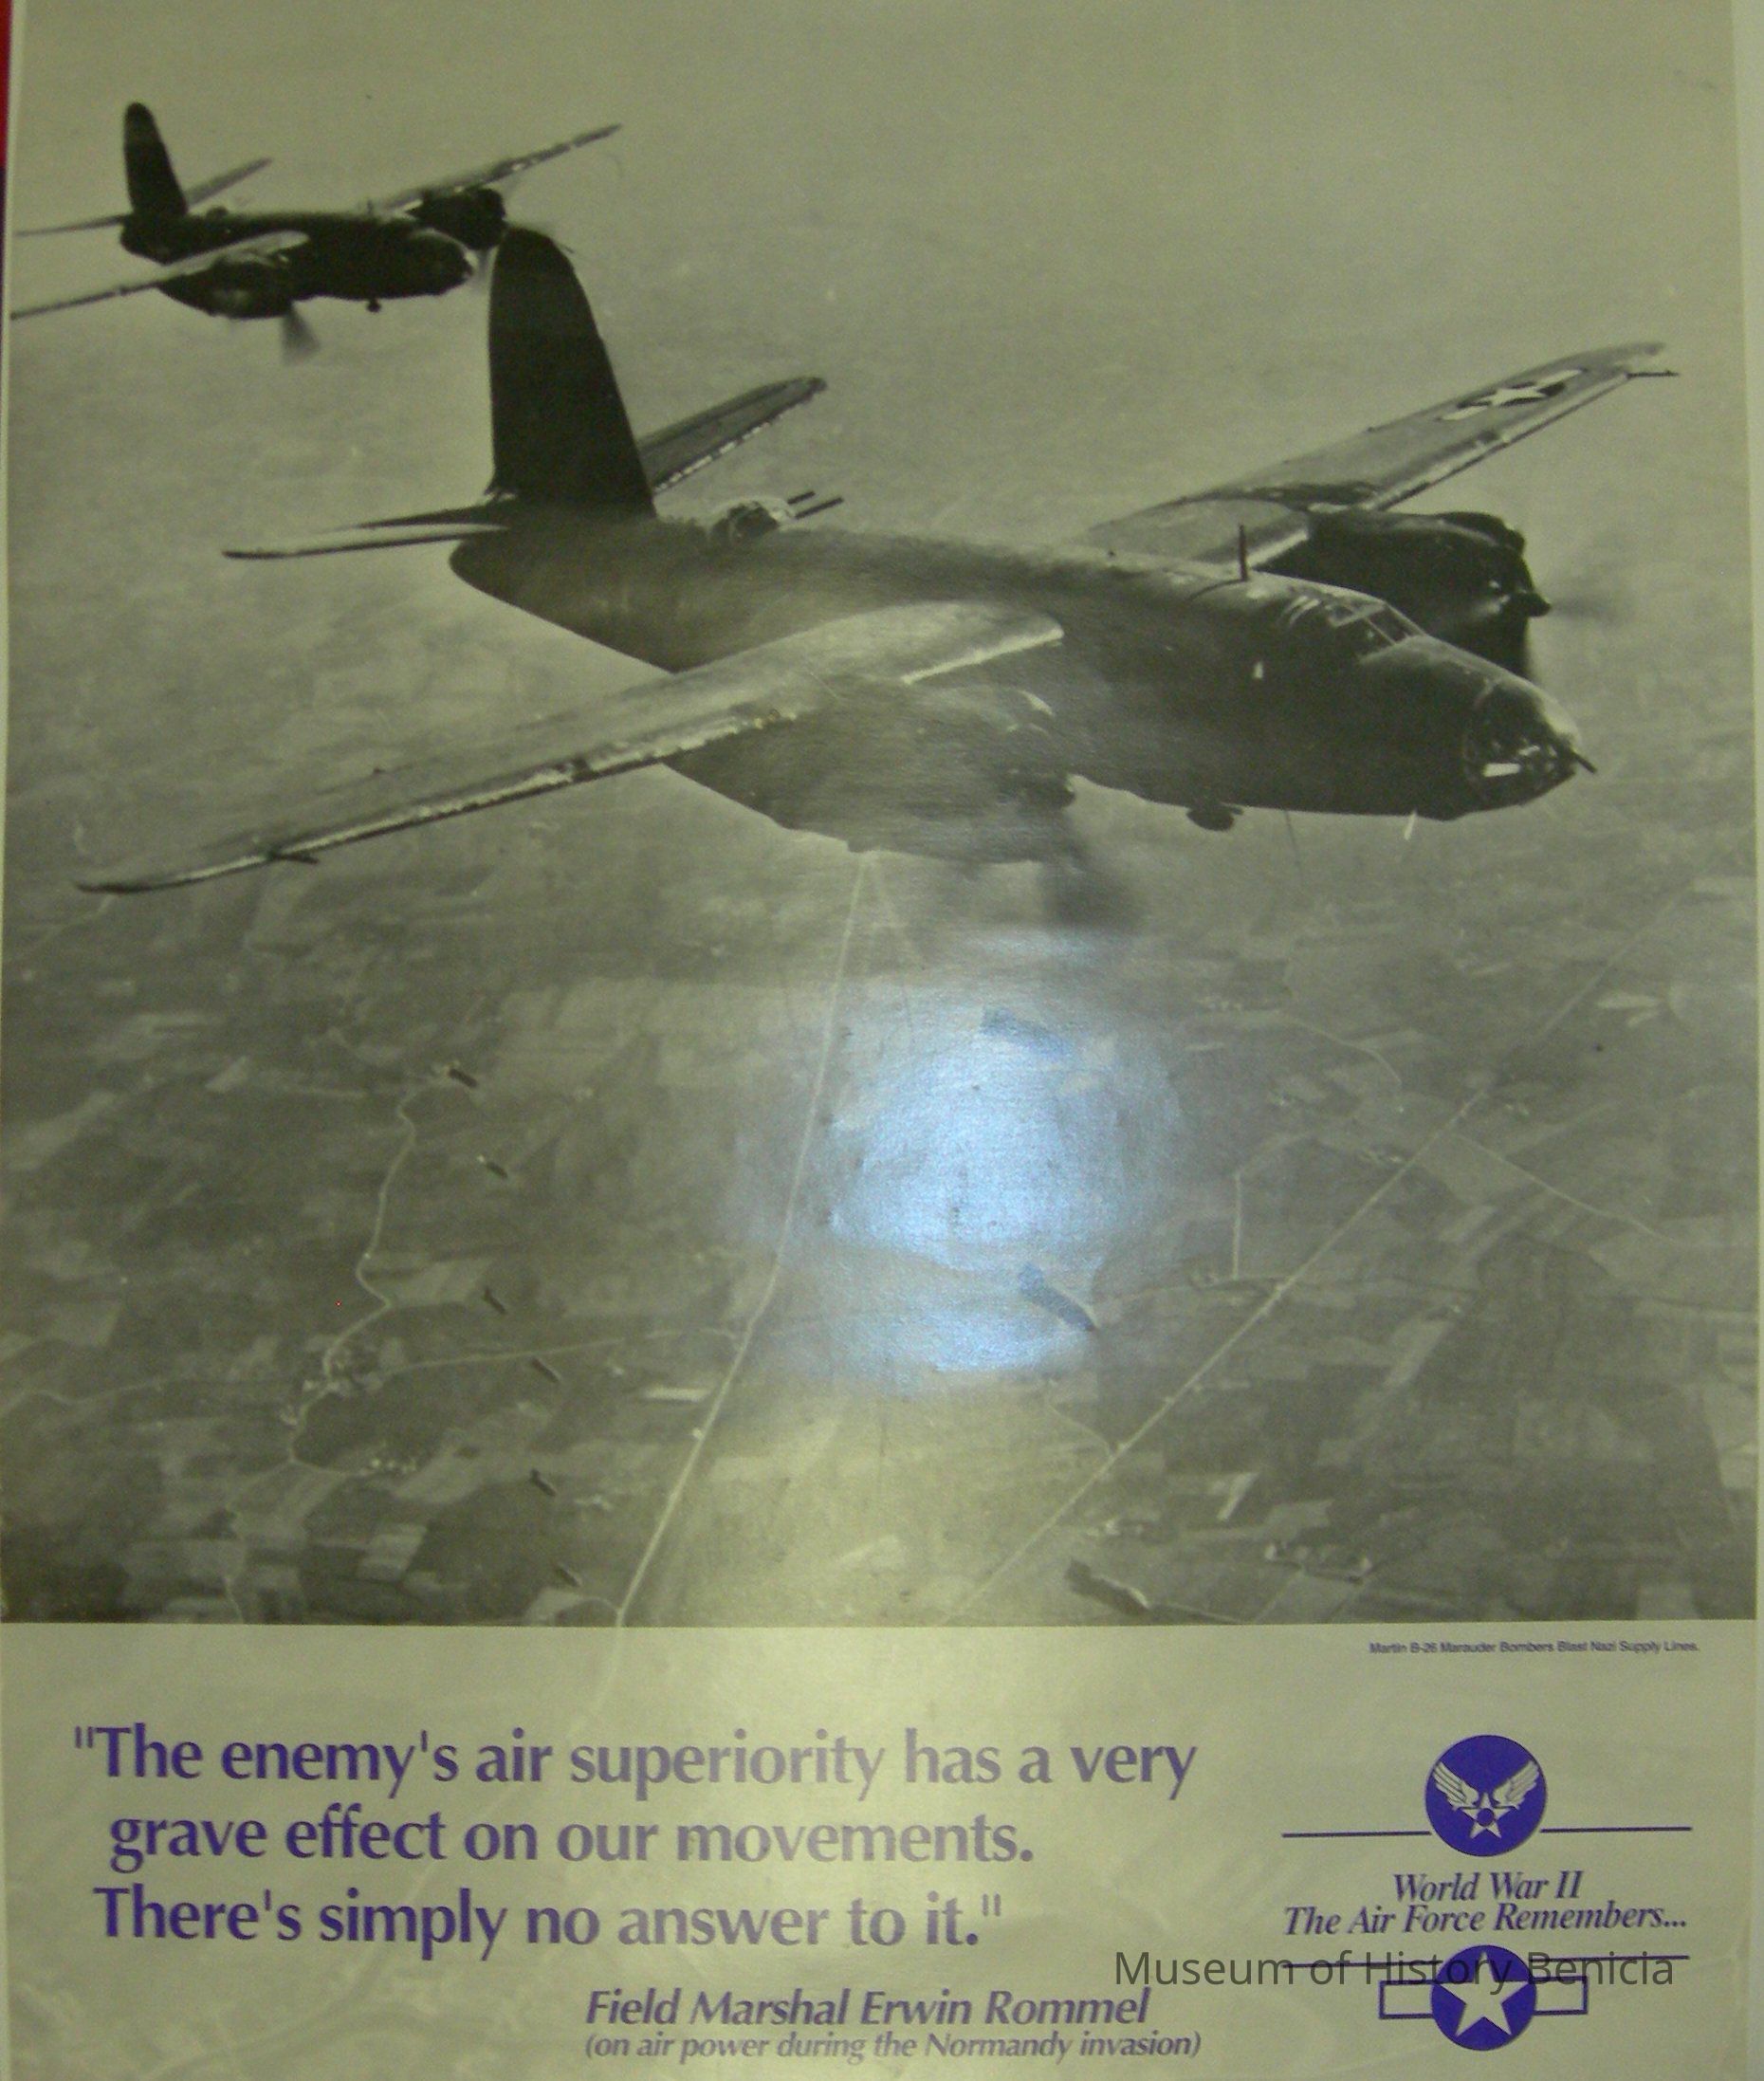 Martin B-26 Marauder Bombers Blast Nazi Supply Lines.
"The enemy's air superiority has a very
grave effect on our movements.
There's simply no answer to it."
Field Marshal Erwin Rommel
(on air power during the Normandy invasion)
World War II
The Air Force Remembers...
Museum of History Benicia